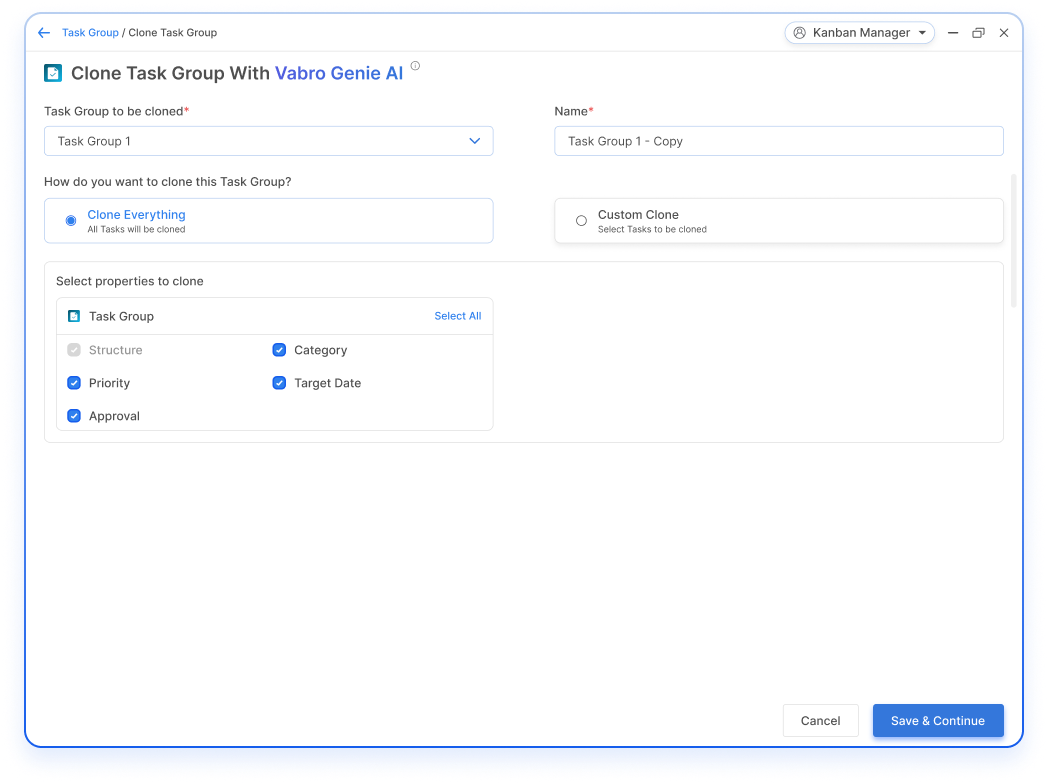 Task Group / Clone Task Group
Kanban Manager
Clone Task Group With Vabro Genie AI
Task Group to be cloned*
Name*
Task Group 1
Task Group 1 - Copy
How do you want to clone this Task Group?
Clone Everything
All Tasks will be cloned
Custom Clone
Select Tasks to be cloned
Select properties to clone
Task Group
Select All
Structure
Category
Priority
Target Date
Approval
Cancel
Save & Continue